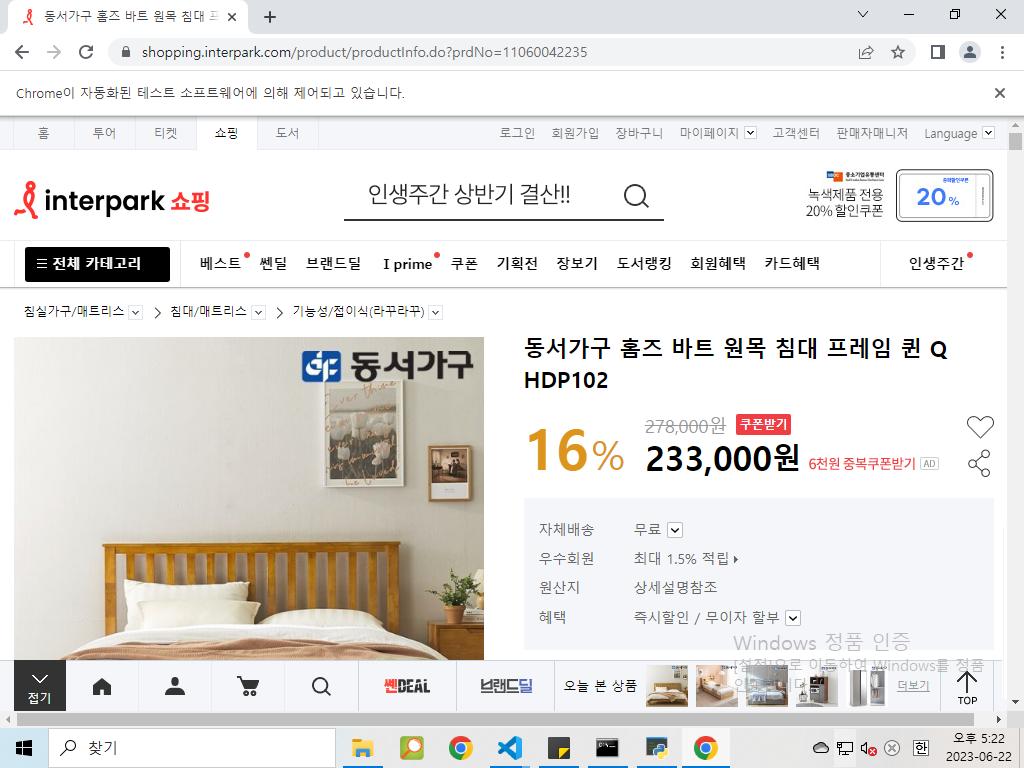 동서가구 홈즈 바트 원목 침대 프
shopping.interpark.com/product/productInfo.do?prdNo=11060042235
Chrome이 자동화된 테스트 소프트웨어에 의해 제어되고 있습니다.
홈 투어 티켓 쇼핑 도서 로그인 회원가입 장바구니 마이페이지 고객센터 판매자매니저 Language
interpark 쇼핑
인생주간 상반기 결산!!
중소기업유통센터
녹색제품 전용
20% 할인쿠폰
중복할인쿠폰
20%
전체 카테고리 베스트 쎈딜 브랜드딜 I prime 쿠폰 기획전 장보기 도서랭킹 회원혜택 카드혜택 인생주간
침실가구/매트리스 침대/매트리스 기능성/접이식(라꾸라꾸)
동서가구
동서가구 홈즈 바트 원목 침대 프레임 퀸 Q
HDP102
278,000원 쿠폰받기
16% 233,000원 6천원 중복쿠폰받기 AD
자체배송 무료
우수회원 최대 1.5% 적립
원산지 상세설명참조
혜택 즉시할인 / 무이자 할부
Windows 정품 인증
[설정]으로 이동하여 Windows를 정품
접기 쎈DEAL 브랜드딜 오늘 본 상품 더보기 TOP
찾기
한
오후 5:22
2023-06-22